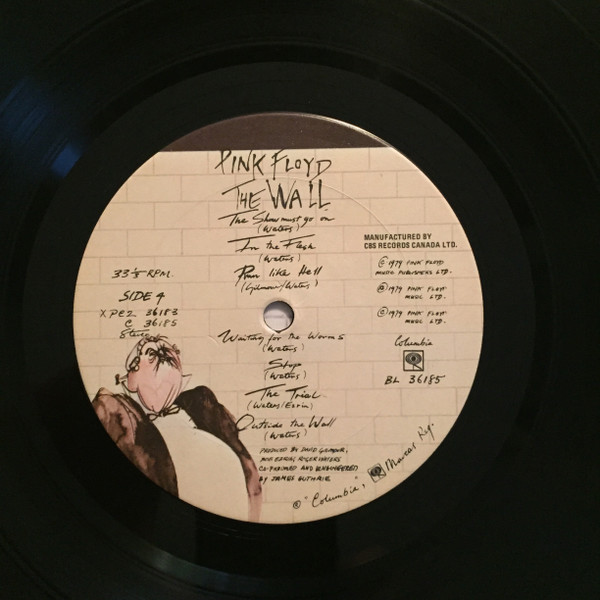 PINK FLOYD
THE WALL
The Show must go on
(Waters)
In the Flesh
(Waters)
Run like Hell
(Gilmour/Waters)
MANUFACTURED BY
CBS RECORDS CANADA LTD.
© 1979 PINK FLOYD
MUSIC PUBLISHERS LTD.
℗ 1979 PINK FLOYD
MUSIC LTD.
© 1979 PINK FLOYD
MUSIC LTD.
33 1/3 RPM.
SIDE 4
XPE2 36183
C 36185
Stereo
Waiting for the Worms
(Waters)
Stop
(Waters)
The Trial
(Waters/Ezrin)
Outside the Wall
(Waters)
Columbia
BL 36185
PRODUCED BY DAVID GILMOUR,
BOB EZRIN & ROGER WATERS
CO-PRODUCED AND ENGINEERED
BY JAMES GUTHRIE
® "Columbia", Marcas Reg.